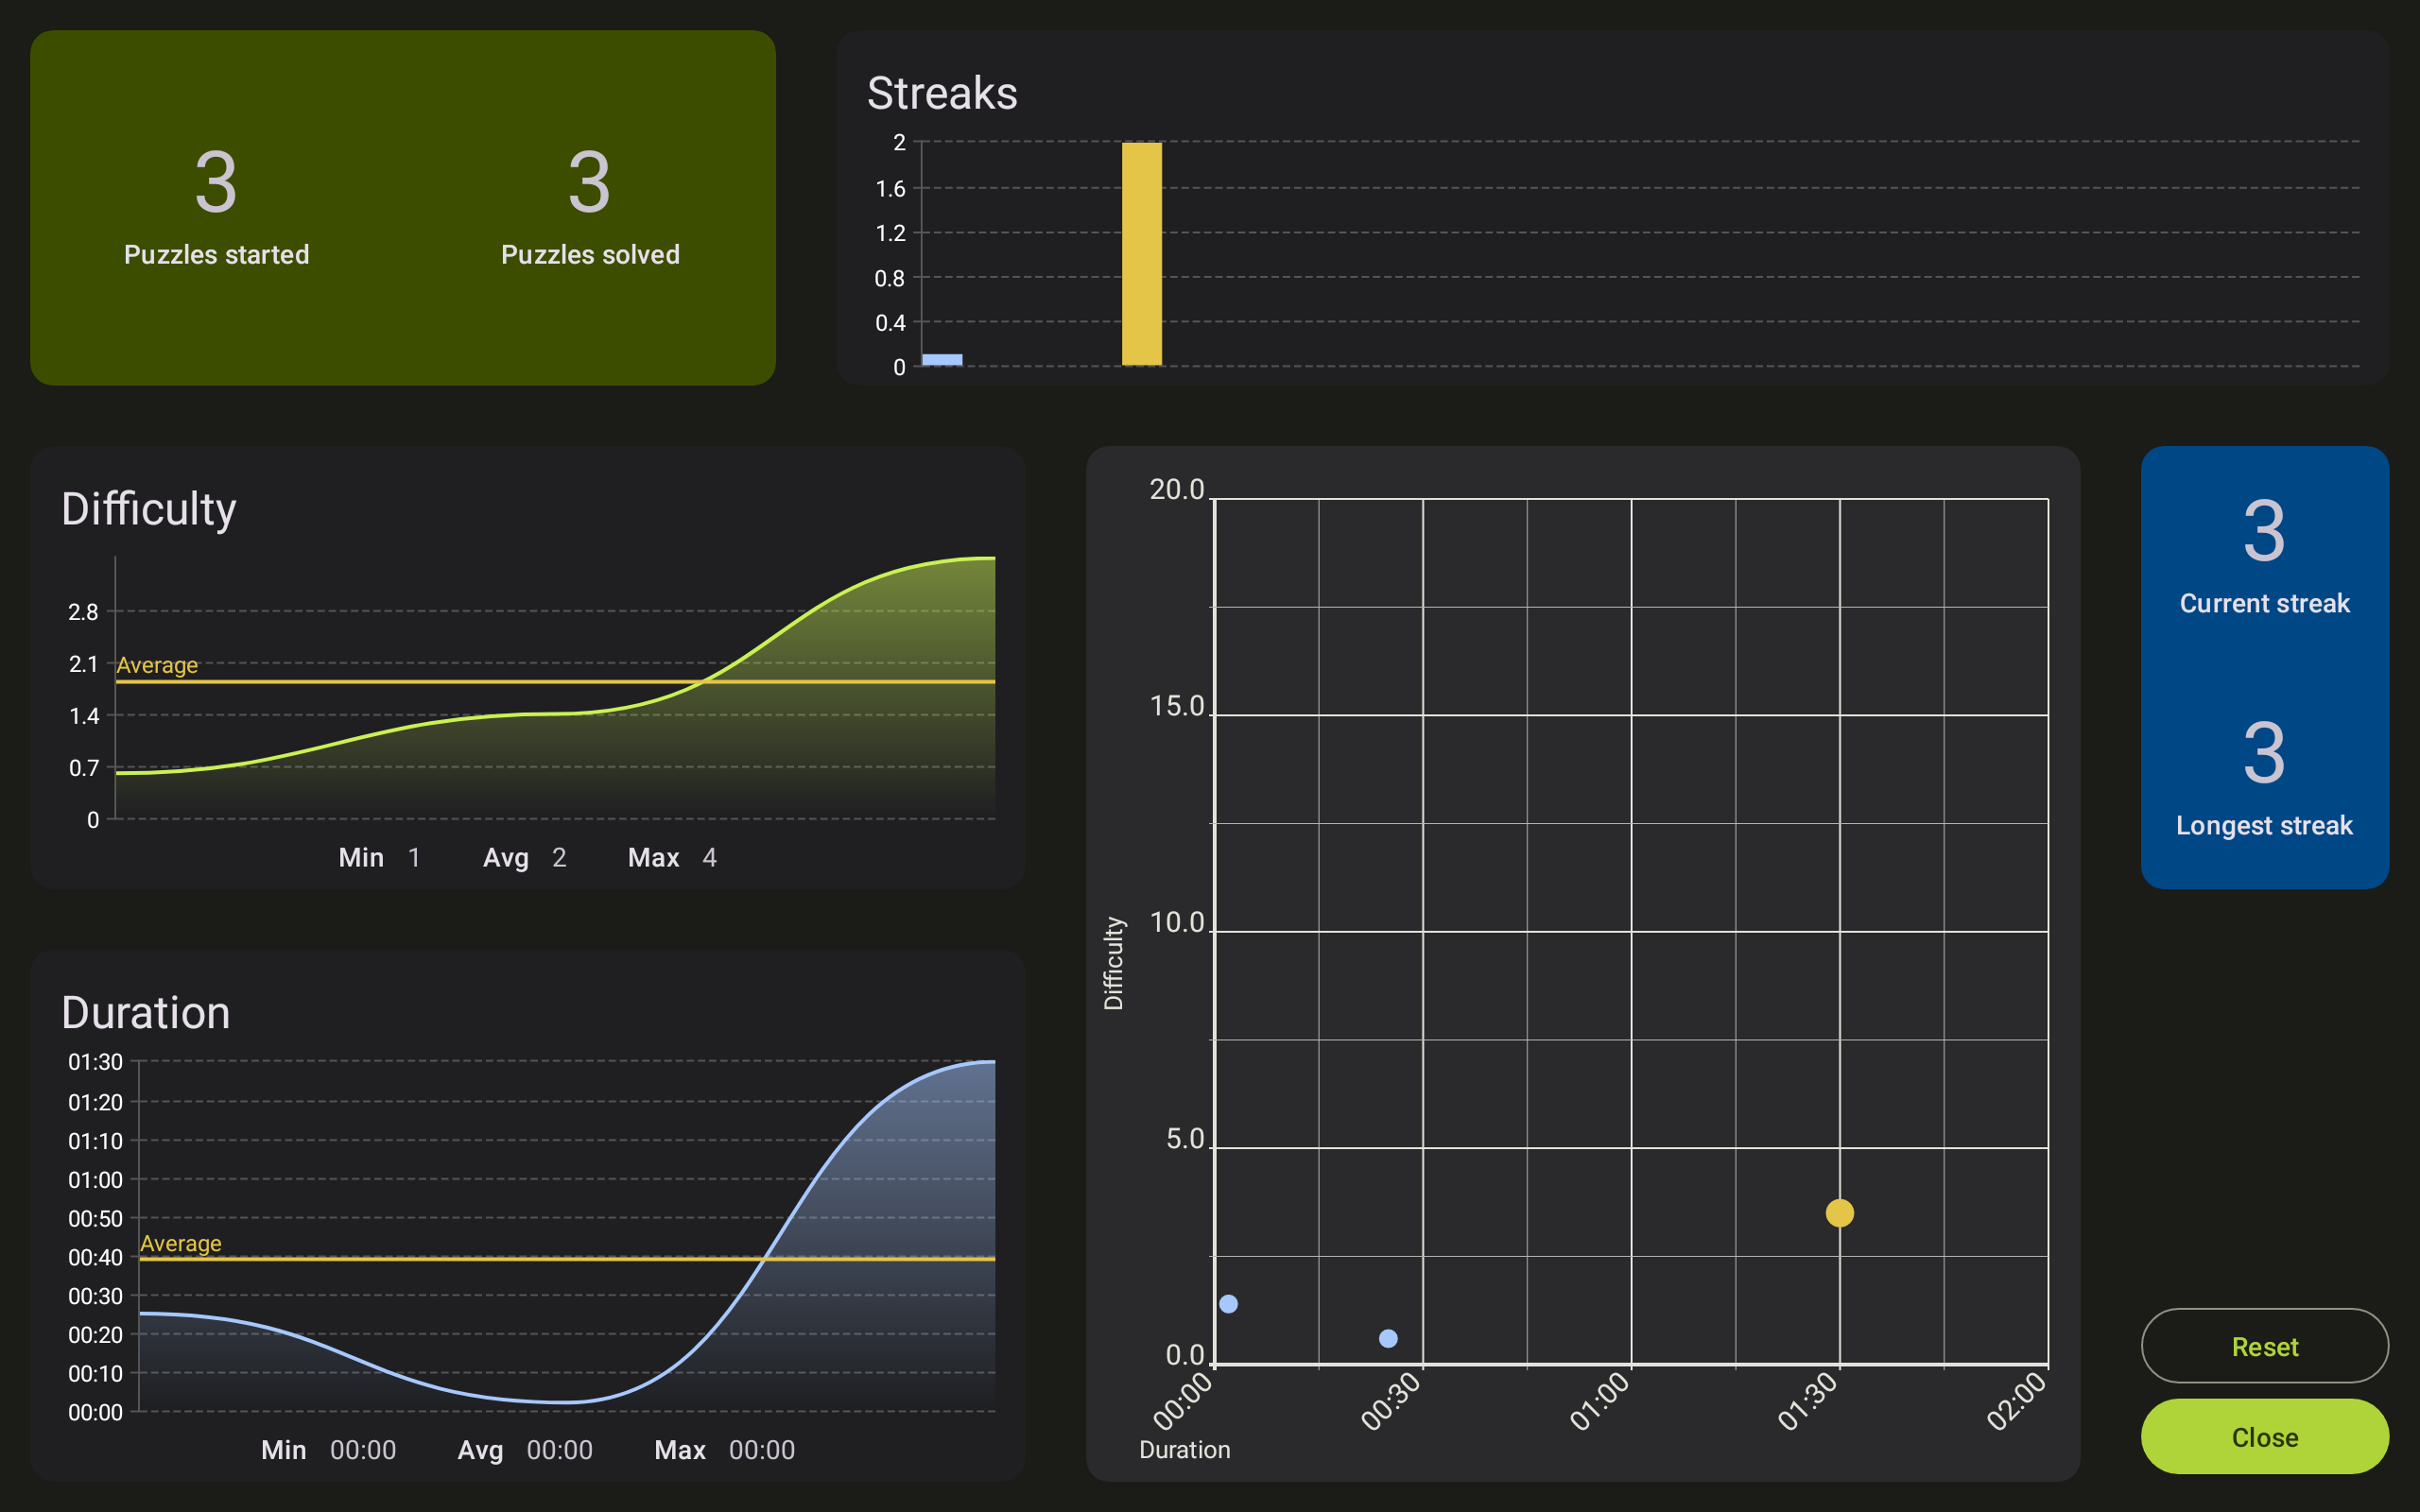 3
Puzzles started
3
Puzzles solved
Streaks
2
1.6
1.2
0.8
0.4
0
Difficulty
2.8
2.1
Average
1.4
0.7
0
Min 1 Avg 2 Max 4
Duration
01:30
01:20
01:10
01:00
00:50
Average
00:40
00:30
00:20
00:10
00:00
Min 00:00 Avg 00:00 Max 00:00
20.0
15.0
10.0
Difficulty
5.0
0.0
00:00 00:30 01:00 01:30 02:00
Duration
3
Current streak
3
Longest streak
Reset
Close